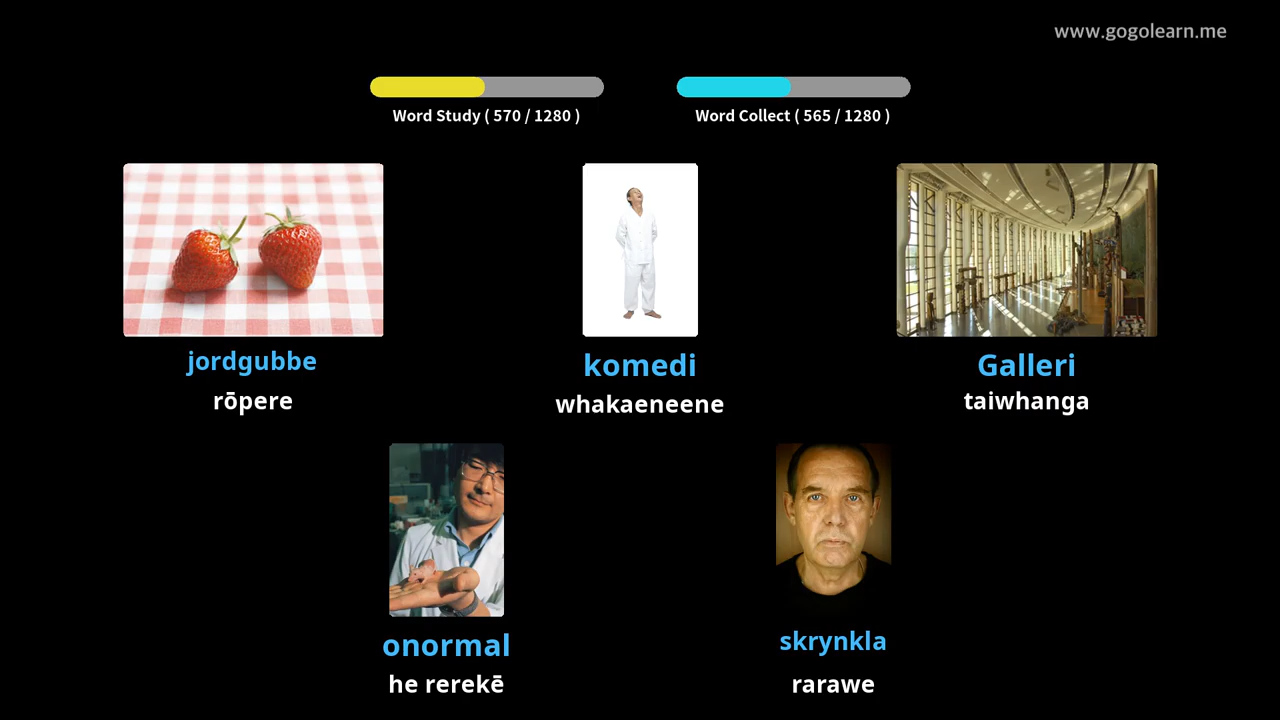 www.gogolearn.me
Word Study ( 570 / 1280 )
Word Collect ( 565 / 1280 )
jordgubbe
rōpere
komedi
whakaeneene
Galleri
taiwhanga
onormal
he rerekē
skrynkla
rarawe